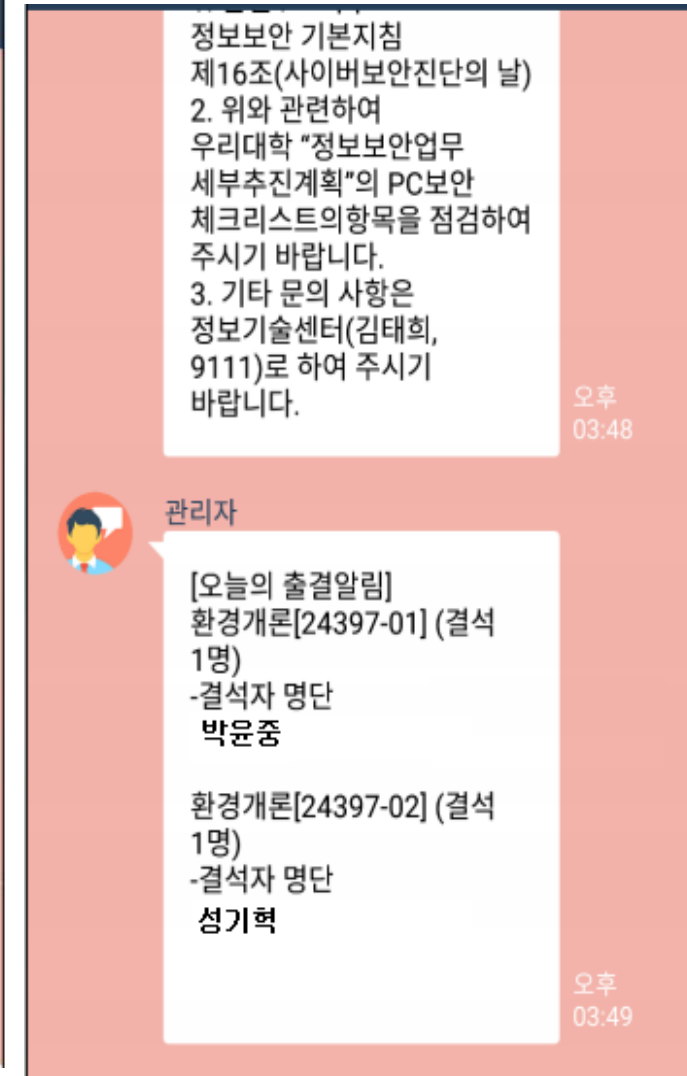 정보보안 기본지침
제16조(사이버보안진단의 날)
2. 위와 관련하여
우리대학 “정보보안업무
세부추진계획”의 PC보안
체크리스트의항목을 점검하여
주시기 바랍니다.
3. 기타 문의 사항은
정보기술센터(김태희,
9111)로 하여 주시기
바랍니다.
오후
03:48
관리자
[오늘의 출결알림]
환경개론[24397-01] (결석
1명)
-결석자 명단
박윤중
환경개론[24397-02] (결석
1명)
-결석자 명단
성기혁
오후
03:49